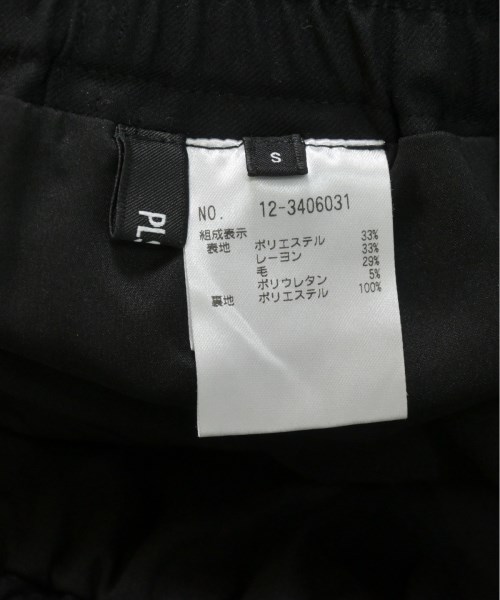 S
NO. 12-3406031
組成表示
表地 ポリエステル 33%
レーヨン 33%
毛 29%
ポリウレタン 5%
裏地 ポリエステル 100%